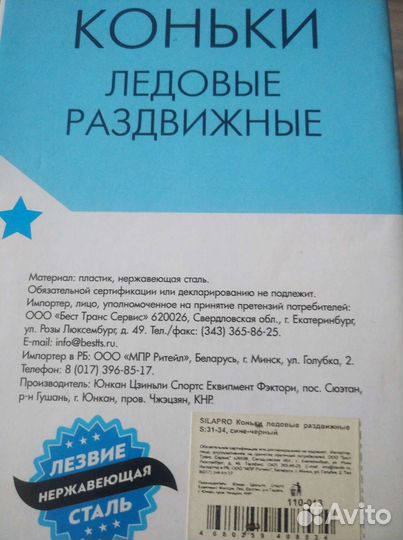 КОНЬКИ
ЛЕДОВЫЕ
РАЗДВИЖНЫЕ
Материал: пластик, нержавеющая сталь.
Обязательной сертификации или декларированию не подлежит.
Импортер, лицо, уполномоченное на принятие претензий потребителей:
ООО «Бест Транс Сервис» 620026, Свердловская обл., г. Екатеринбург,
ул. Розы Люксембург, д. 49. Тел./факс: (343) 365-86-25.
E-mail: info@bestts.ru.
Импортер в РБ: ООО «МПР Ритейл», Беларусь, г. Минск, ул. Голубка, 2.
Телефон: 8 (017) 396-85-17.
Производитель: Юнкан Цзиньли Спортс Еквипмент Фэктори, пос. Сюэтан,
р-н Гушань, г. Юнкан, пров. Чжэцзян, КНР.
ЛЕЗВИЕ
НЕРЖАВЕЮЩАЯ
СТАЛЬ
SILAPRO Коньки ледовые раздвижные
S:31-34, сине-черный
110-013
Avito